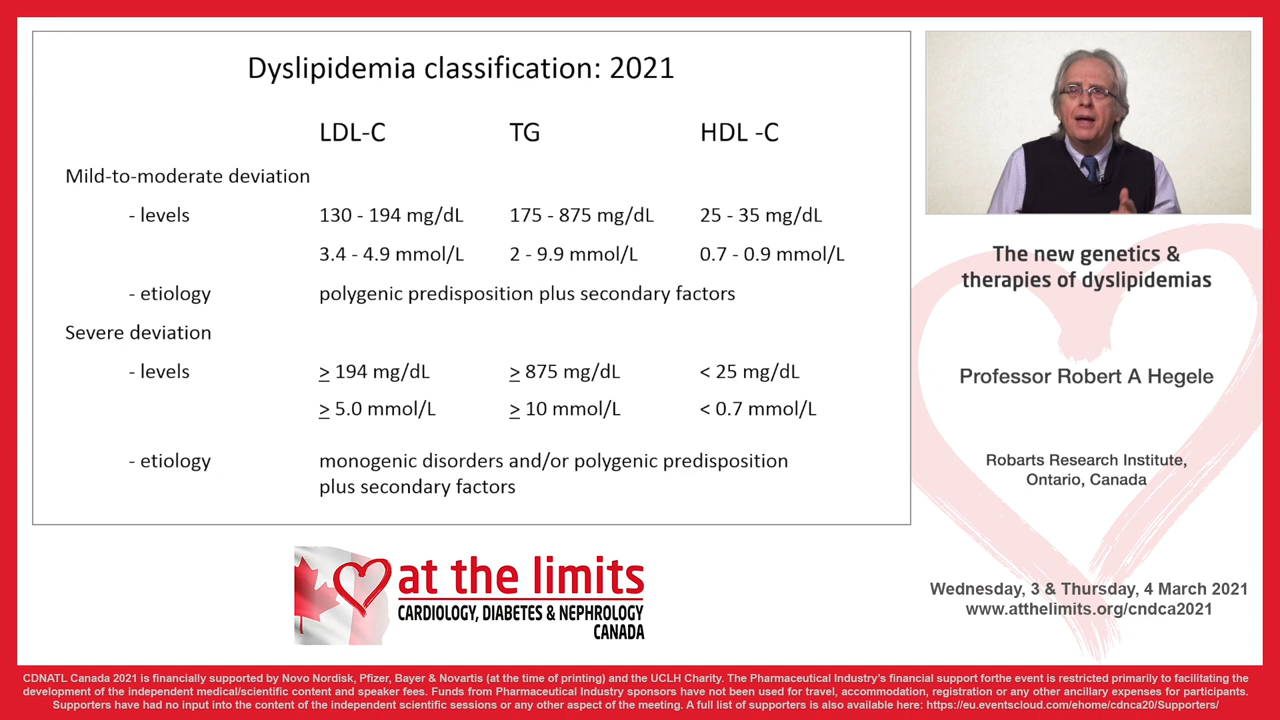 Dyslipidemia classification: 2021
LDL-C TG HDL -C
Mild-to-moderate deviation
- levels 130 - 194 mg/dL 175 - 875 mg/dL 25 - 35 mg/dL
3.4 - 4.9 mmol/L 2 - 9.9 mmol/L 0.7 - 0.9 mmol/L
- etiology polygenic predisposition plus secondary factors
Severe deviation
- levels ≥ 194 mg/dL ≥ 875 mg/dL < 25 mg/dL
≥ 5.0 mmol/L ≥ 10 mmol/L < 0.7 mmol/L
- etiology monogenic disorders and/or polygenic predisposition
plus secondary factors
at the limits
CARDIOLOGY, DIABETES & NEPHROLOGY
CANADA
The new genetics &
therapies of dyslipidemias
Professor Robert A Hegele
Robarts Research Institute,
Ontario, Canada
Wednesday, 3 & Thursday, 4 March 2021
www.atthelimits.org/cndca2021
CDNATL Canada 2021 is financially supported by Novo Nordisk, Pfizer, Bayer & Novartis (at the time of printing) and the UCLH Charity. The Pharmaceutical Industry's financial support forthe event is restricted primarily to facilitating the
development of the independent medical/scientific content and speaker fees. Funds from Pharmaceutical Industry sponsors have not been used for travel, accommodation, registration or any other ancillary expenses for participants.
Supporters have had no input into the content of the independent scientific sessions or any other aspect of the meeting. A full list of supporters is also available here: https://eu.eventscloud.com/ehome/cdnca20/Supporters/